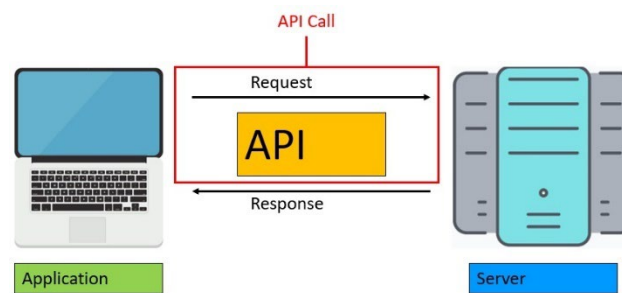 API Call
Request
API
Response
Application
Server